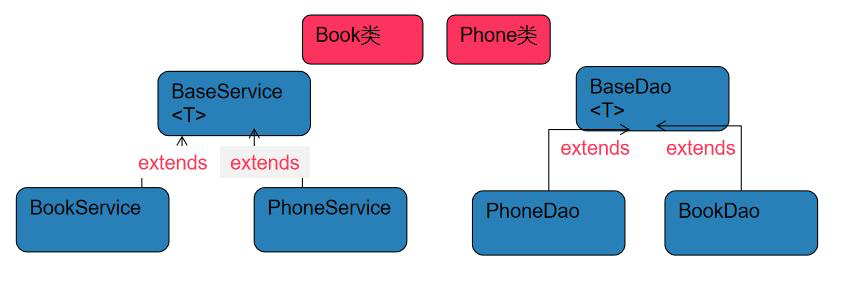 Book类
Phone类
BaseService
<T>
BaseDao
<T>
extends
extends
extends
extends
BookService
PhoneService
PhoneDao
BookDao